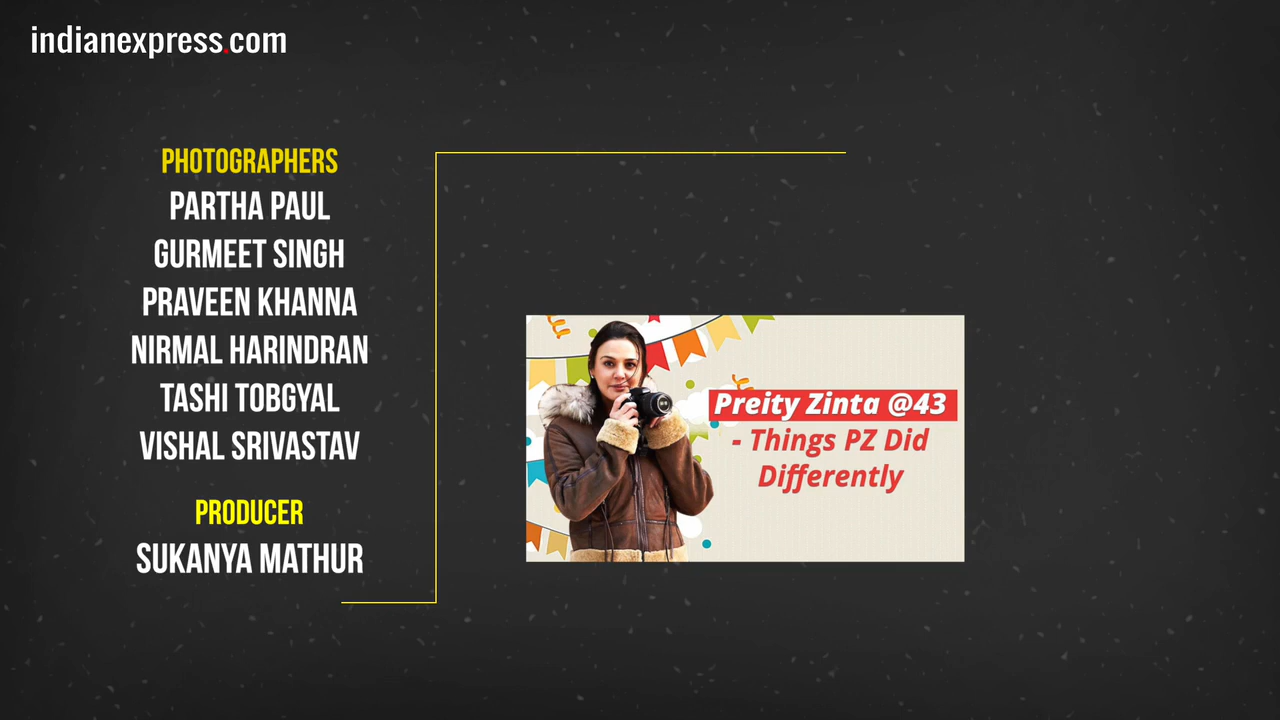 indianexpress.com
PHOTOGRAPHERS
PARTHA PAUL
GURMEET SINGH
PRAVEEN KHANNA
NIRMAL HARINDRAN
TASHI TOBGYAL
VISHAL SRIVASTAV
PRODUCER
SUKANYA MATHUR
Preity Zinta @43
- Things PZ Did
Differently